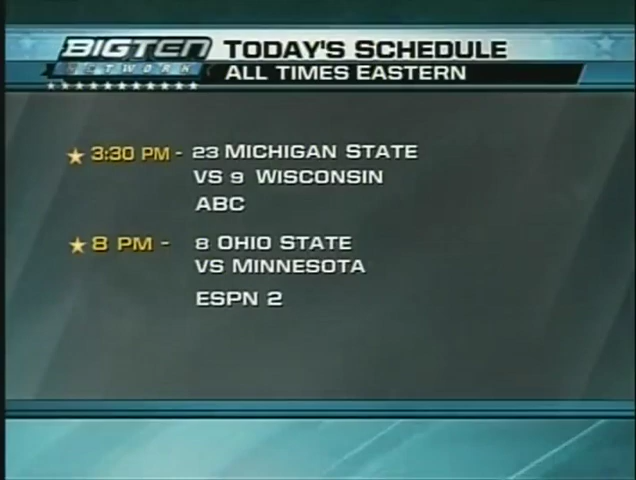 BIGTEN
NETWORK
TODAY'S SCHEDULE
ALL TIMES EASTERN
3:30 PM - 23 MICHIGAN STATE
VS 9 WISCONSIN
ABC
8 PM - 8 OHIO STATE
VS MINNESOTA
ESPN 2